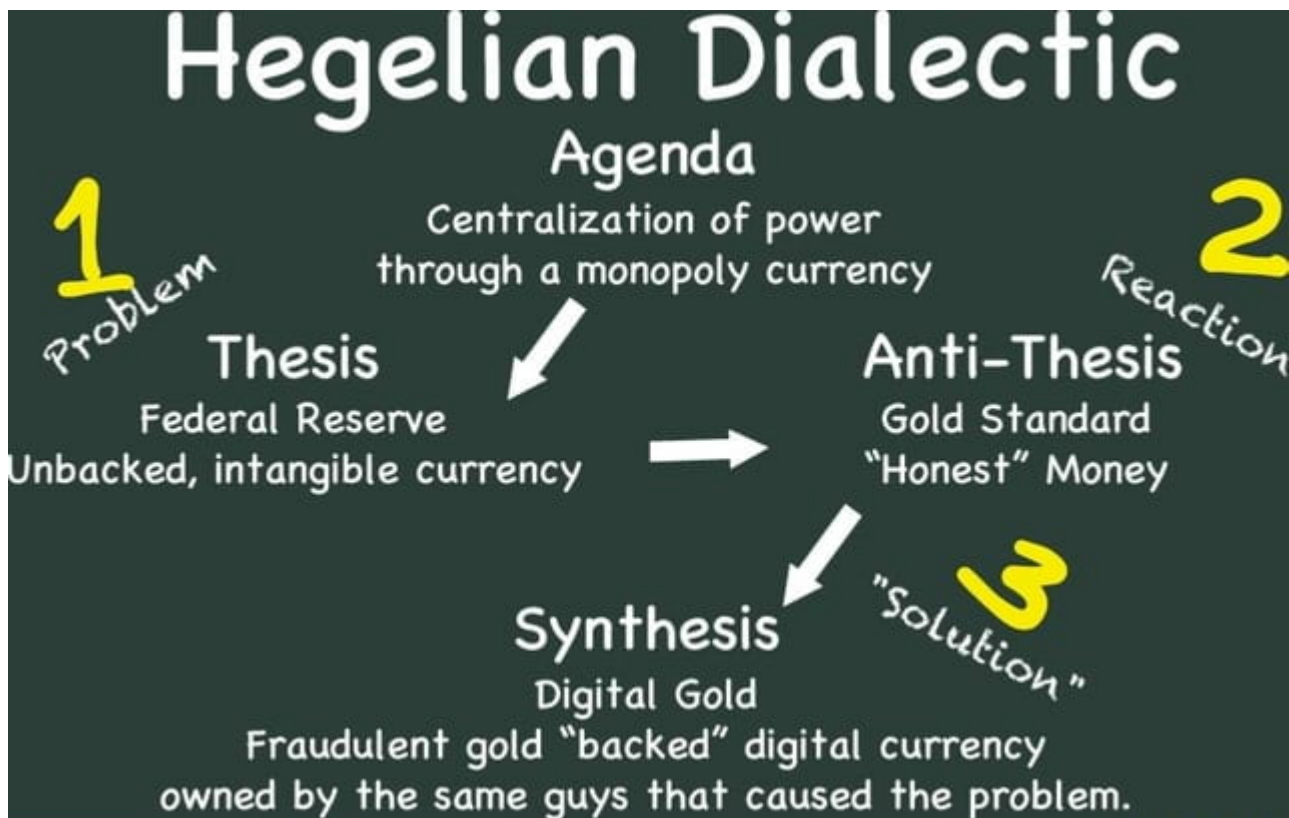 Hegelian Dialectic
Agenda
Centralization of power
through a monopoly currency
1
Problem
Thesis
Federal Reserve
Unbacked, intangible currency
2
Reaction
Anti-Thesis
Gold Standard
“Honest” Money
3
"Solution"
Synthesis
Digital Gold
Fraudulent gold “backed” digital currency
owned by the same guys that caused the problem.